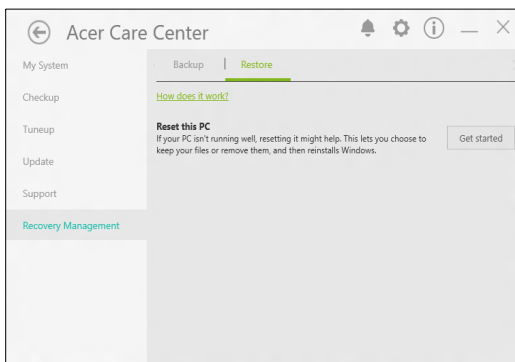 Acer Care Center
My System
Backup | Restore
Checkup
How does it work?
Tuneup
Reset this PC
If your PC isn't running well, resetting it might help. This lets you choose to
keep your files or remove them, and then reinstalls Windows.
Get started
Update
Support
Recovery Management